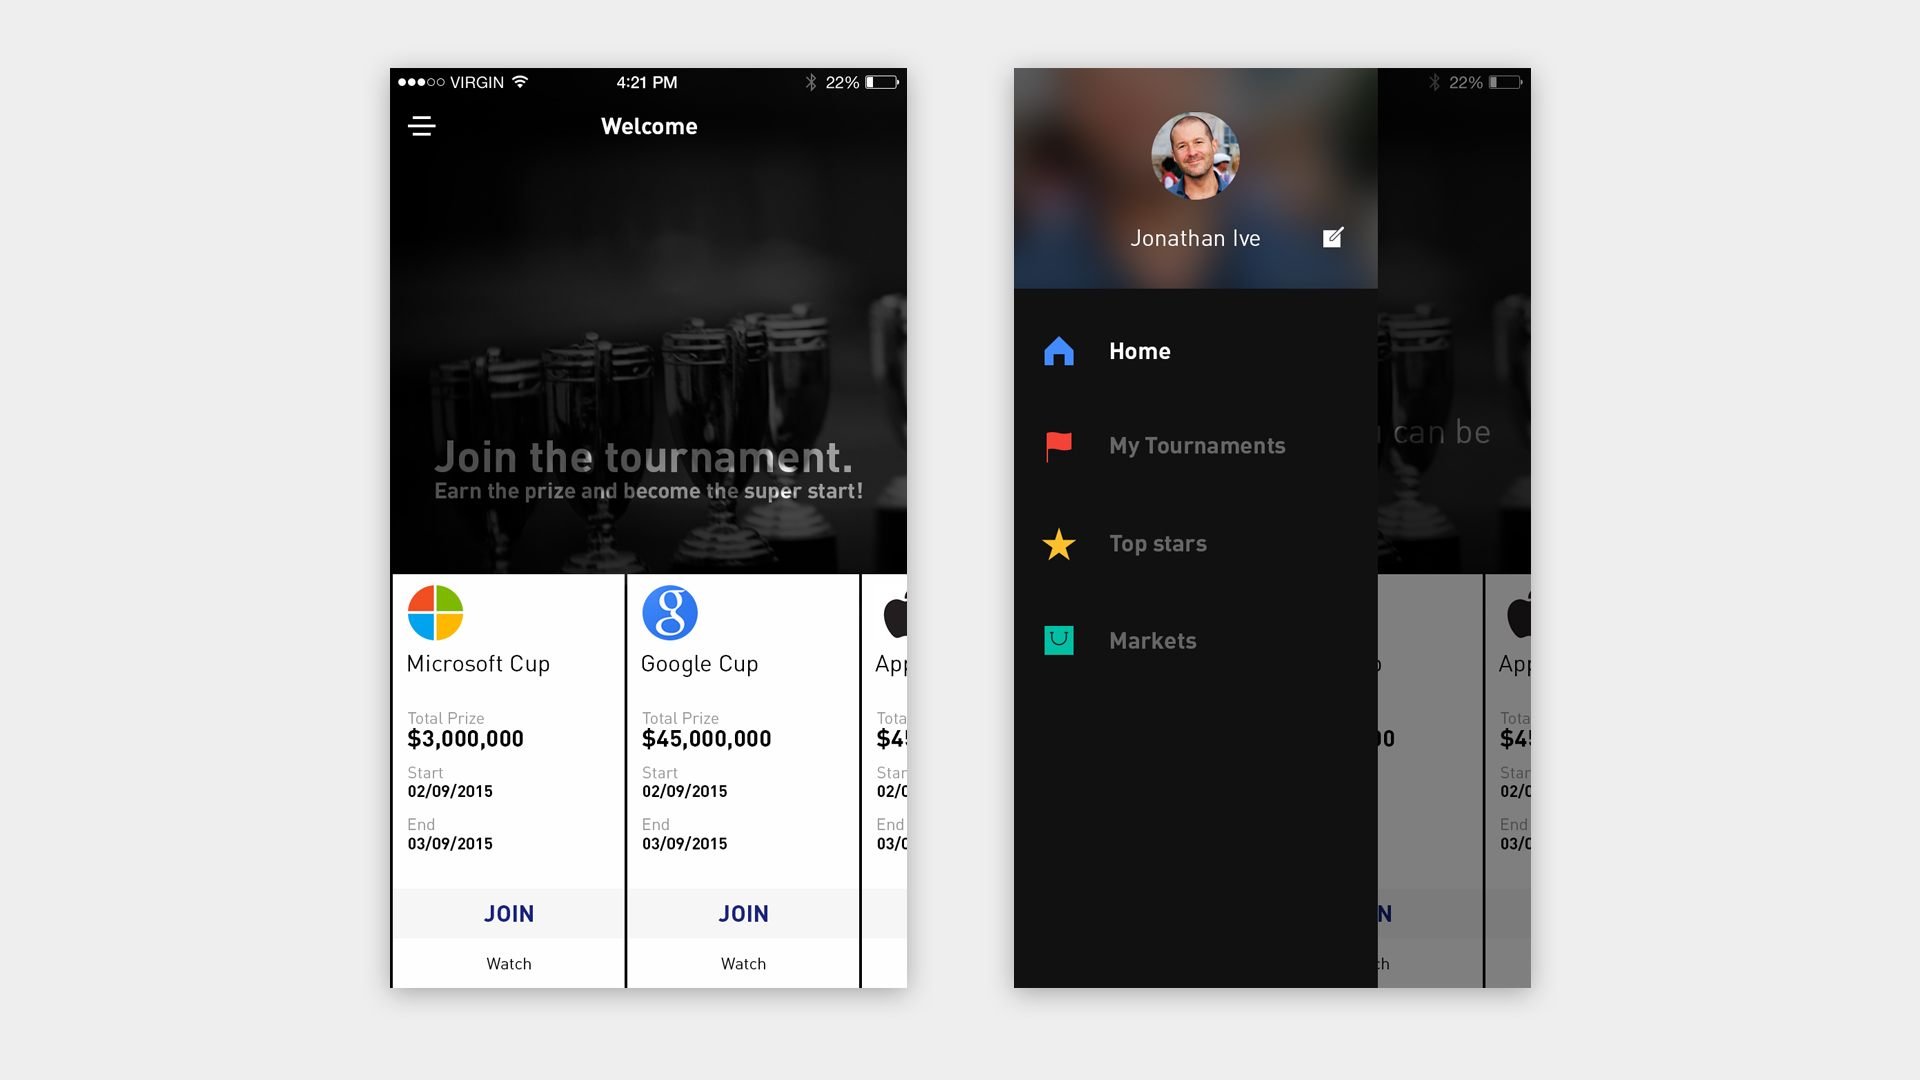 VIRGIN 4:21 PM 22%
Welcome
Join the tournament.
Earn the prize and become the super start!
Microsoft Cup
Total Prize
$3,000,000
Start
02/09/2015
End
03/09/2015
JOIN
Watch
g
Google Cup
Total Prize
$45,000,000
Start
02/09/2015
End
03/09/2015
JOIN
Watch
App
Tota
$45
Star
02/0
End
03/0
22%
Jonathan Ive
Home
My Tournaments
Top stars
Markets
can be
p
00
N
ch
App
Tota
$45
Star
02/0
End
03/0